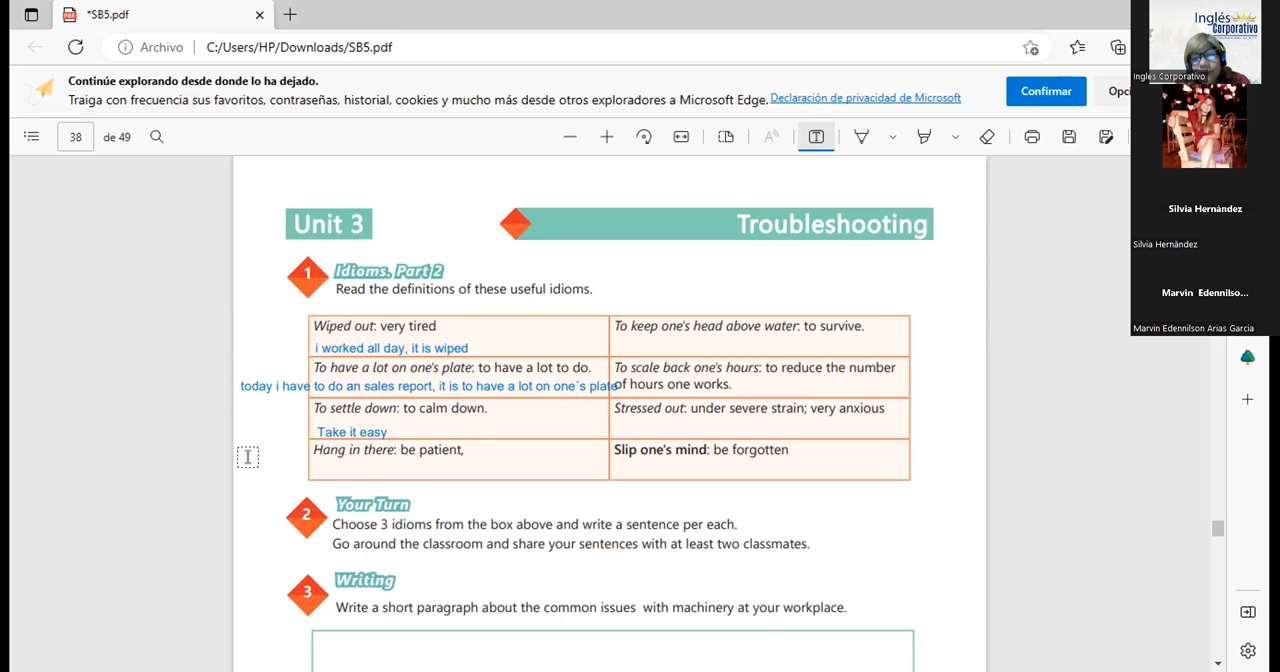 *SB5.pdf
Archivo
C:/Users/HP/Downloads/SB5.pdf
Continúe explorando desde donde lo ha dejado.
Traiga con frecuencia sus favoritos, contraseñas, historial, cookies y mucho más desde otros exploradores a Microsoft Edge. Declaración de privacidad de Microsoft
Confirmar
Opci
38 de 49
Unit 3
Troubleshooting
1 Idioms. Part 2
Read the definitions of these useful idioms.
Wiped out: very tired
i worked all day, it is wiped
To keep one's head above water: to survive.
To have a lot on one's plate: to have a lot to do.
today i have to do an sales report, it is to have a lot on one´s plate
To scale back one's hours: to reduce the number
of hours one works.
To settle down: to calm down.
Take it easy
Stressed out: under severe strain; very anxious
Hang in there: be patient,
Slip one's mind: be forgotten
2 Your Turn
Choose 3 idioms from the box above and write a sentence per each.
Go around the classroom and share your sentences with at least two classmates.
3 Writing
Write a short paragraph about the common issues with machinery at your workplace.
Inglés
Corporativo
Ingles Corporativo
Silvia Hernàndez
Silvia Hernàndez
Marvin Edennilso...
Marvin Edennilson Arias Garcia